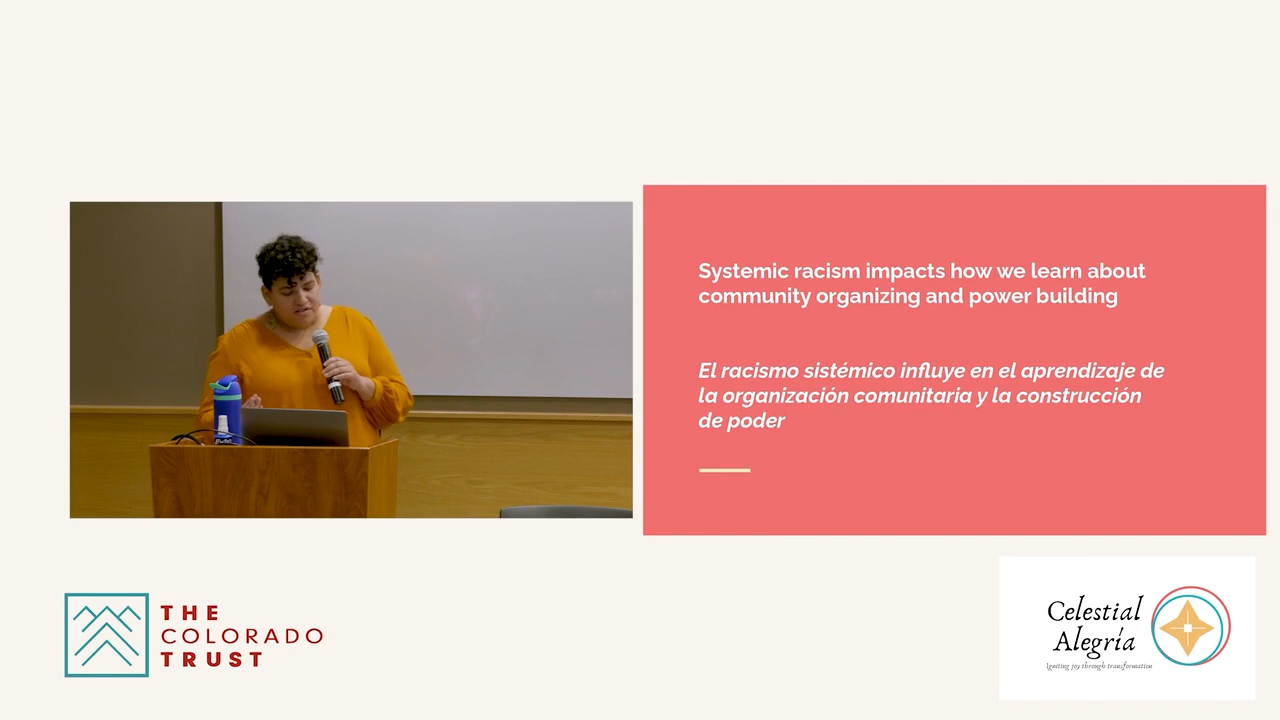 Systemic racism impacts how we learn about
community organizing and power building
El racismo sistémico influye en el aprendizaje de
la organización comunitaria y la construcción
de poder
THE
COLORADO
TRUST
Celestial
Alegría
Igniting joy through transformation